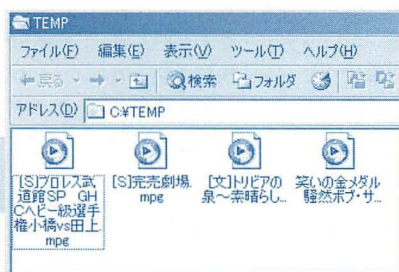 TEMP
ファイル(F) 編集(E) 表示(V) ツール(T) ヘルプ(H)
戻る 検索 フォルダ
アドレス(D) C:¥TEMP
[S]プロレス武道館SP GHCヘビー級選手権小橋vs田上.mpg
[S]完売劇場.mpg
[文]トリビアの泉～素晴らし...
笑いの金メダル 騒然ボブ・サ...